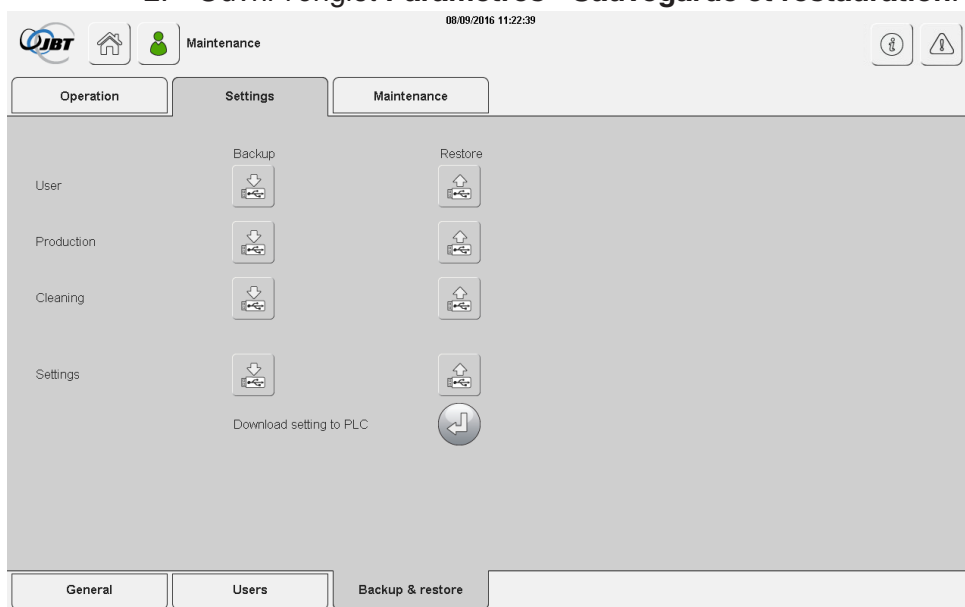 2. Ouvrir l'onglet Paramètres - Sauvegarde et restauration.
08/09/2016 11:22:39
JBT
Maintenance
Operation Settings Maintenance
Backup Restore
User
Production
Cleaning
Settings
Download setting to PLC
General Users Backup & restore